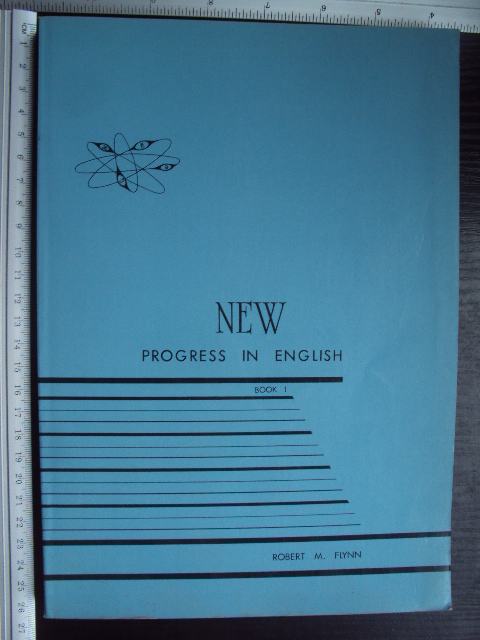 NEW
PROGRESS IN ENGLISH
BOOK 1
ROBERT M. FLYNN